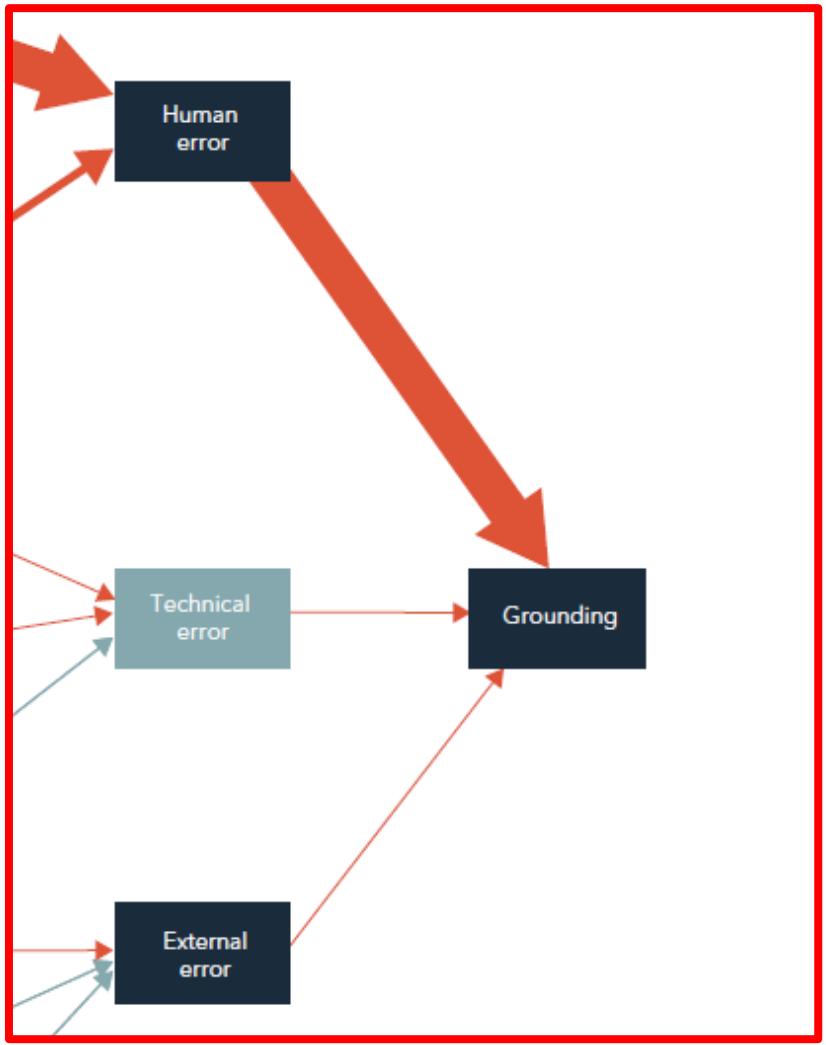 Human
error
Technical
error
Grounding
External
error